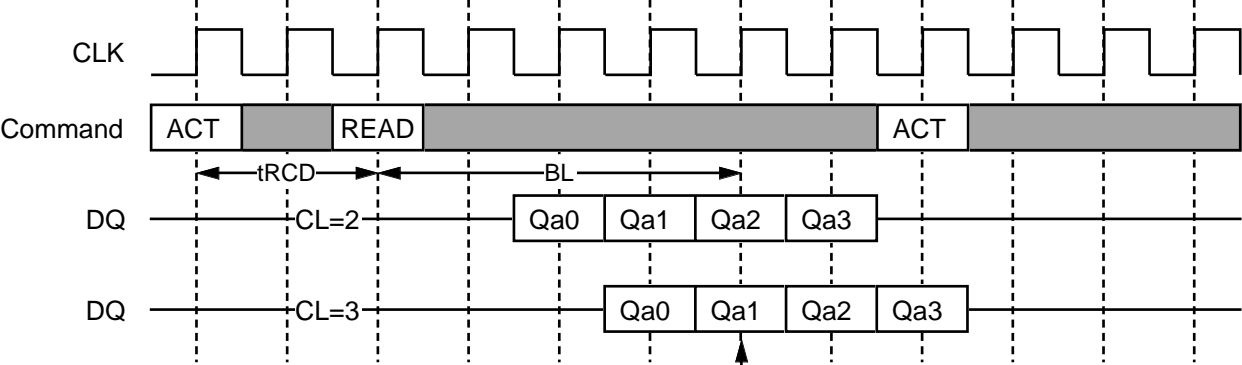 CLK
Command ACT READ ACT
tRCD BL
DQ CL=2 Qa0 Qa1 Qa2 Qa3
DQ CL=3 Qa0 Qa1 Qa2 Qa3